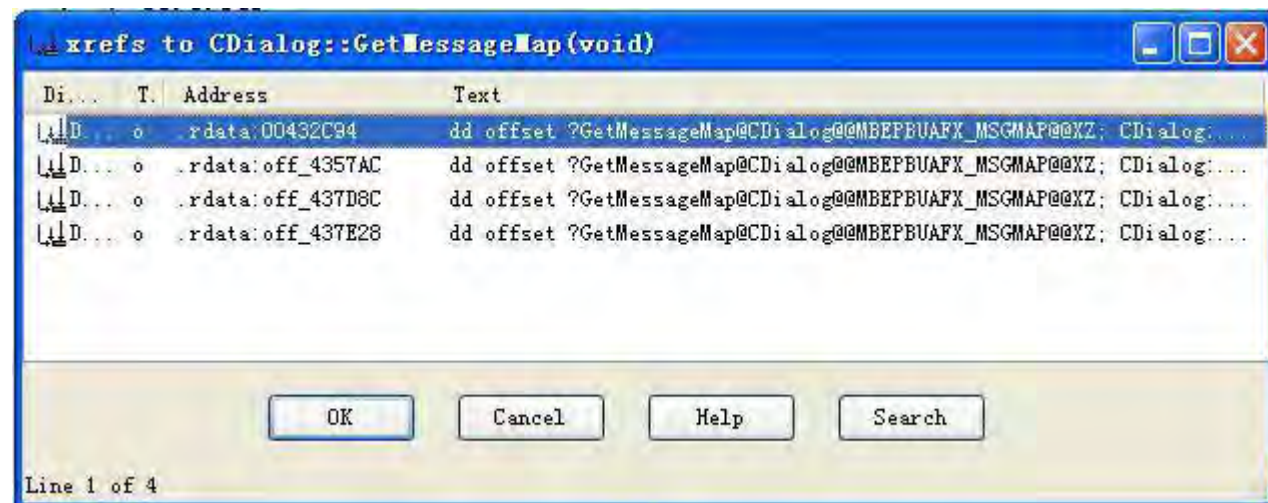 xrefs to CDialog::GetMessageMap(void)
Di... T. Address Text
D... o .rdata:00432C94 dd offset ?GetMessageMap@CDialog@@MBEPBUAFX_MSGMAP@@XZ; CDialog:...
D... o .rdata:off_4357AC dd offset ?GetMessageMap@CDialog@@MBEPBUAFX_MSGMAP@@XZ; CDialog:...
D... o .rdata:off_437D8C dd offset ?GetMessageMap@CDialog@@MBEPBUAFX_MSGMAP@@XZ; CDialog:...
D... o .rdata:off_437E28 dd offset ?GetMessageMap@CDialog@@MBEPBUAFX_MSGMAP@@XZ; CDialog:...
OK Cancel Help Search
Line 1 of 4